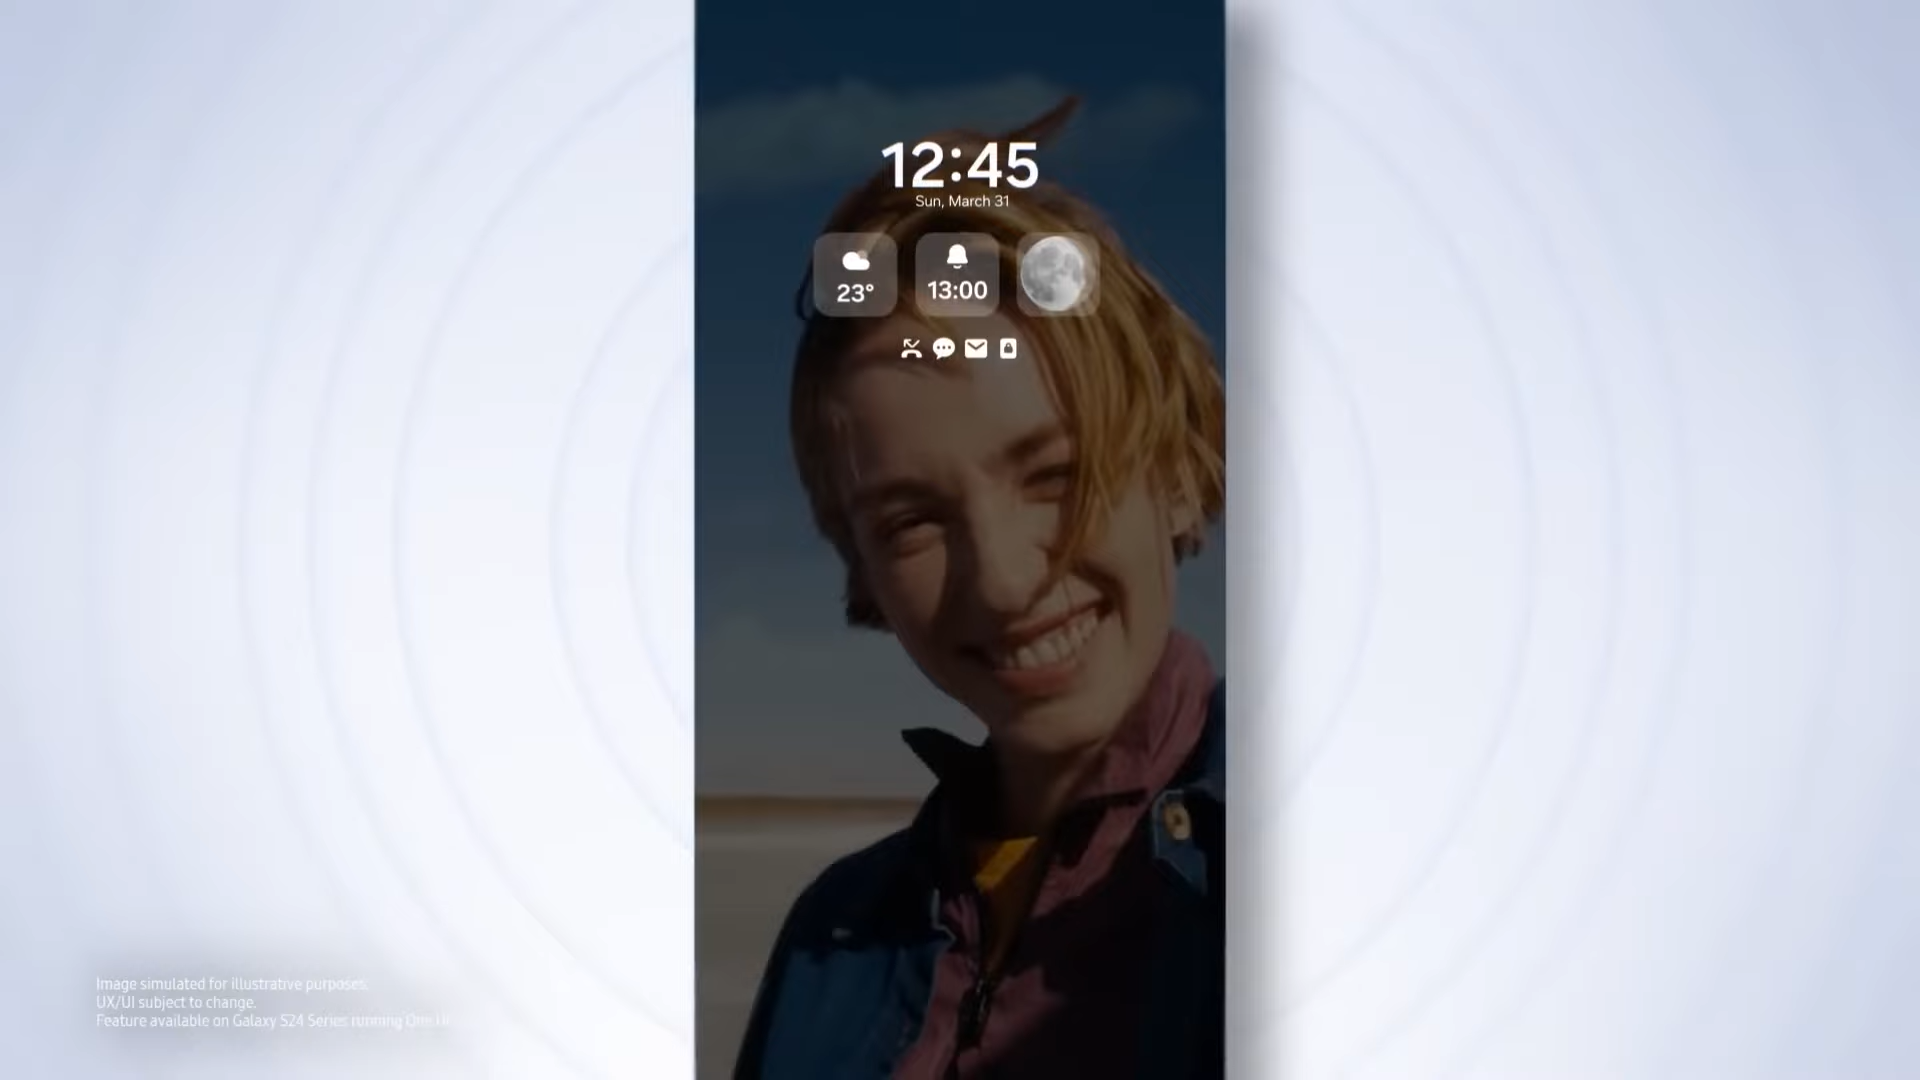 12:45
Sun, March 31
23°
13:00
Image simulated for illustrative purposes.
UX/UI subject to change.
Feature available on Galaxy S24 Series running One UI